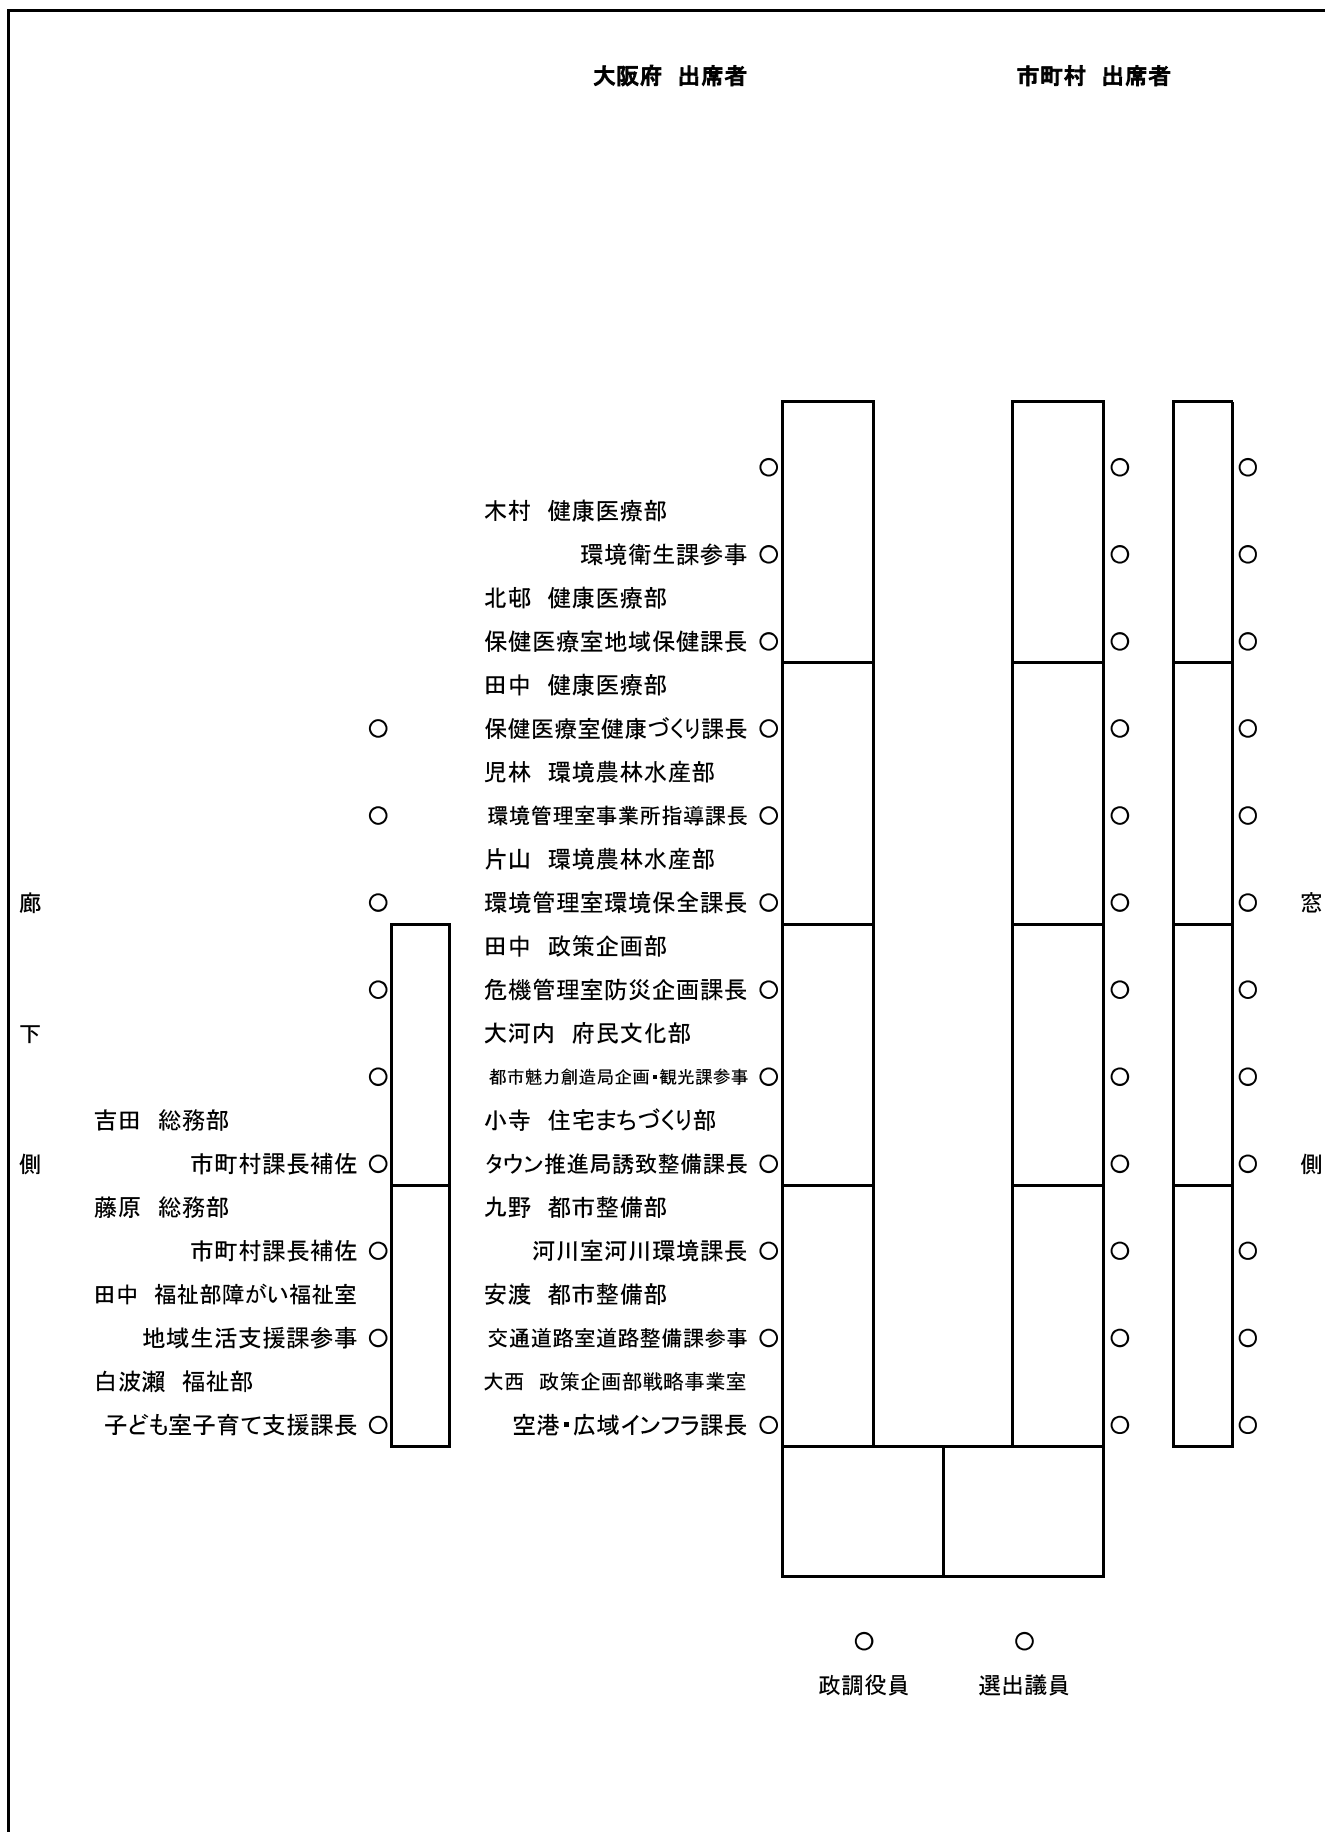 大阪府 出席者
市町村 出席者
木村 健康医療部
環境衛生課参事
北邨 健康医療部
保健医療室地域保健課長
田中 健康医療部
保健医療室健康づくり課長
児林 環境農林水産部
環境管理室事業所指導課長
片山 環境農林水産部
環境管理室環境保全課長
田中 政策企画部
危機管理室防災企画課長
大河内 府民文化部
都市魅力創造局企画・観光課参事
小寺 住宅まちづくり部
タウン推進局誘致整備課長
九野 都市整備部
河川室河川環境課長
安渡 都市整備部
交通道路室道路整備課参事
大西 政策企画部戦略事業室
空港・広域インフラ課長
吉田 総務部
市町村課長補佐
藤原 総務部
市町村課長補佐
田中 福祉部障がい福祉室
地域生活支援課参事
白波瀬 福祉部
子ども室子育て支援課長
廊下側
窓側
政調役員
選出議員